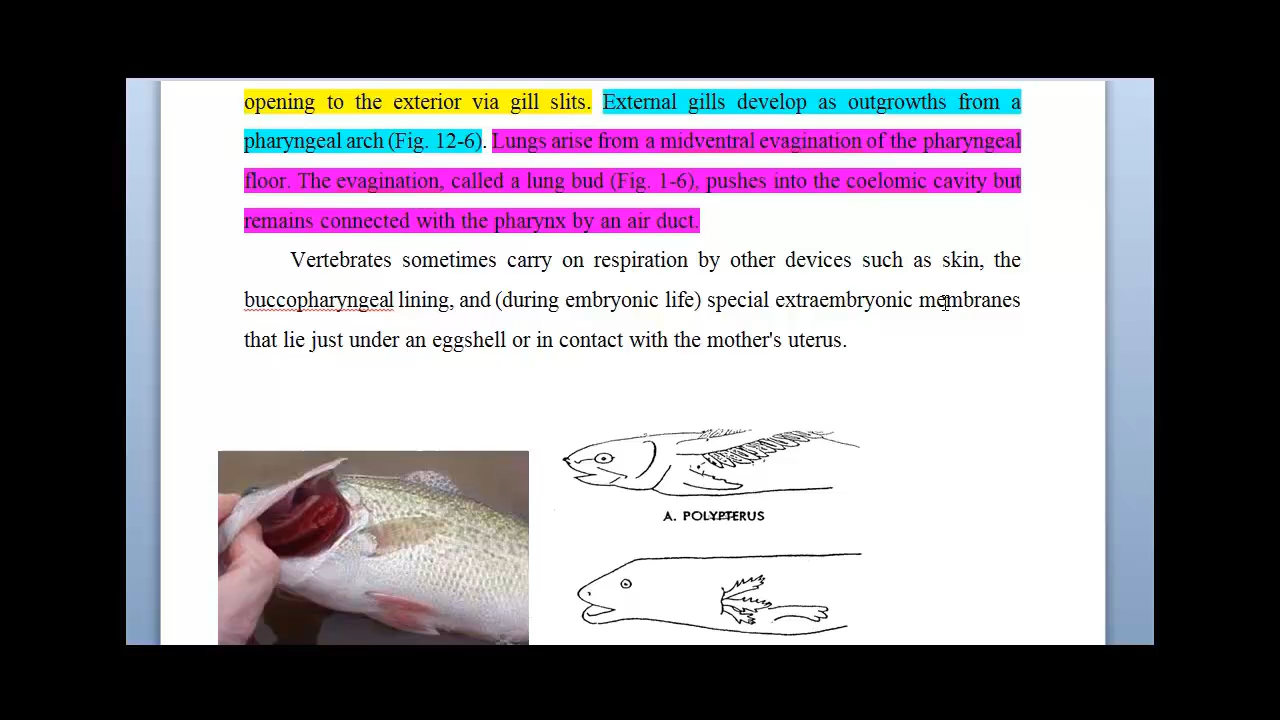 opening to the exterior via gill slits. External gills develop as outgrowths from a
pharyngeal arch (Fig. 12-6). Lungs arise from a midventral evagination of the pharyngeal
floor. The evagination, called a lung bud (Fig. 1-6), pushes into the coelomic cavity but
remains connected with the pharynx by an air duct.
Vertebrates sometimes carry on respiration by other devices such as skin, the
buccopharyngeal lining, and (during embryonic life) special extraembryonic membranes
that lie just under an eggshell or in contact with the mother's uterus.
A. POLYPTERUS